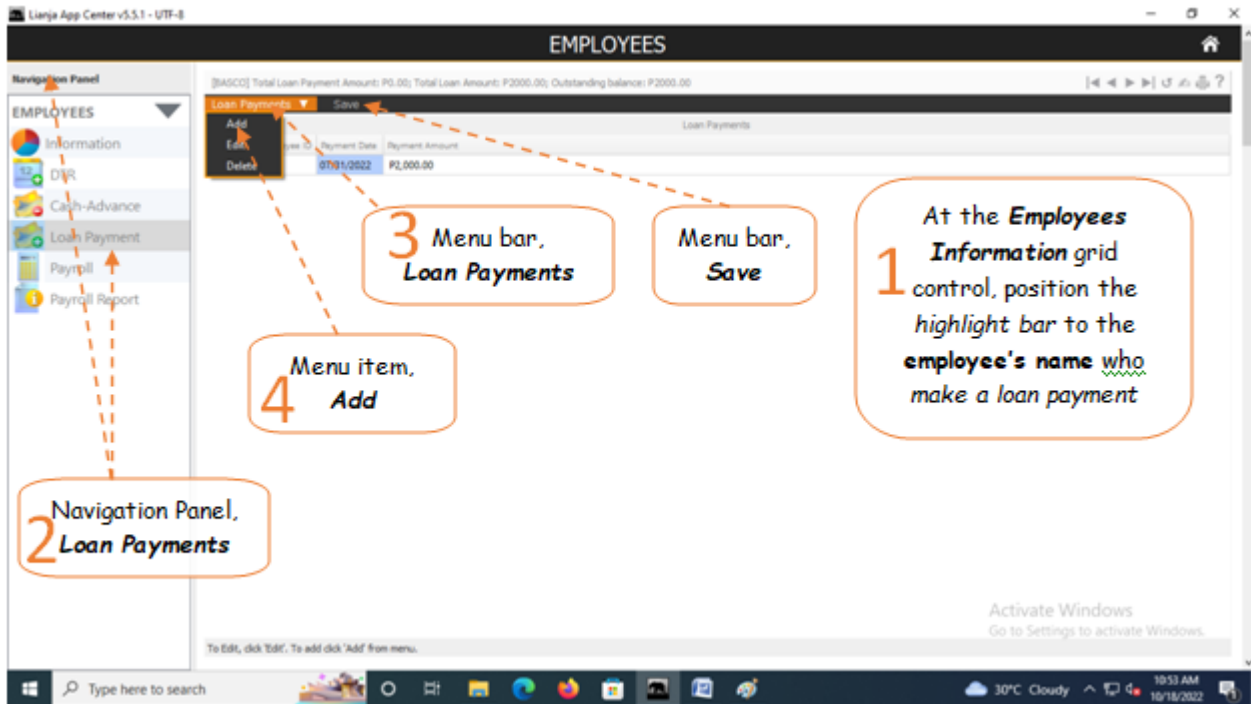 Lianja App Center v5.5.1 - UTF-8
EMPLOYEES
Navigation Panel
[BASCO] Total Loan Payment Amount: P0.00; Total Loan Amount: P2000.00; Outstanding balance: P2000.00
EMPLOYEES
Loan Payments
Save
Add
Edit
Delete
Loan Payments
Payment Date
Payment Amount
07/31/2022
P2,000.00
Information
DTR
Cash-Advance
Loan Payment
Payroll
Payroll Report
1
At the Employees
Information grid
control, position the
highlight bar to the
employee's name who
make a loan payment
2
Navigation Panel,
Loan Payments
3
Menu bar,
Loan Payments
Menu bar,
Save
4
Menu item,
Add
Activate Windows
Go to Settings to activate Windows.
To Edit, click 'Edit'. To add click 'Add' from menu.
Type here to search
30°C Cloudy
10:53 AM
10/18/2022